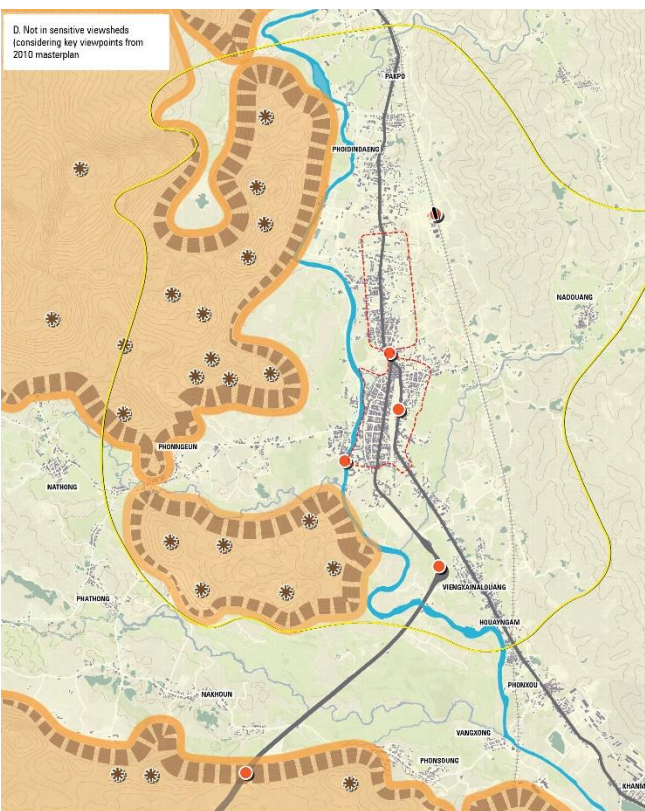 D. Not in sensitive viewsheds
(considering key viewpoints from
2010 masterplan
PAKPO
PHOIDINDAENG
NADOUANG
PHONNGEUN
NATHONG
PHATHONG
VIENGXAINALOUANG
HOUAYNGAM
PHONXOU
NAKHOUN
VANGXONG
PHONSOUNG
KHANM